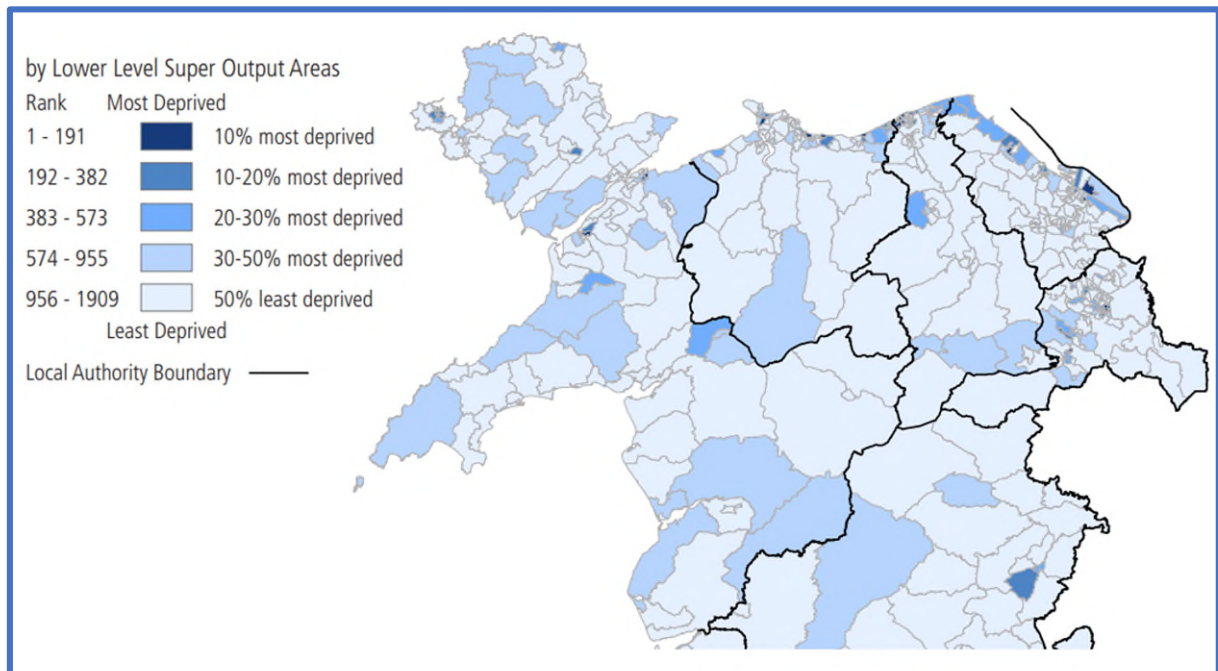 by Lower Level Super Output Areas
Rank Most Deprived
1 - 191 10% most deprived
192 - 382 10-20% most deprived
383 - 573 20-30% most deprived
574 - 955 30-50% most deprived
956 - 1909 50% least deprived
Least Deprived
Local Authority Boundary